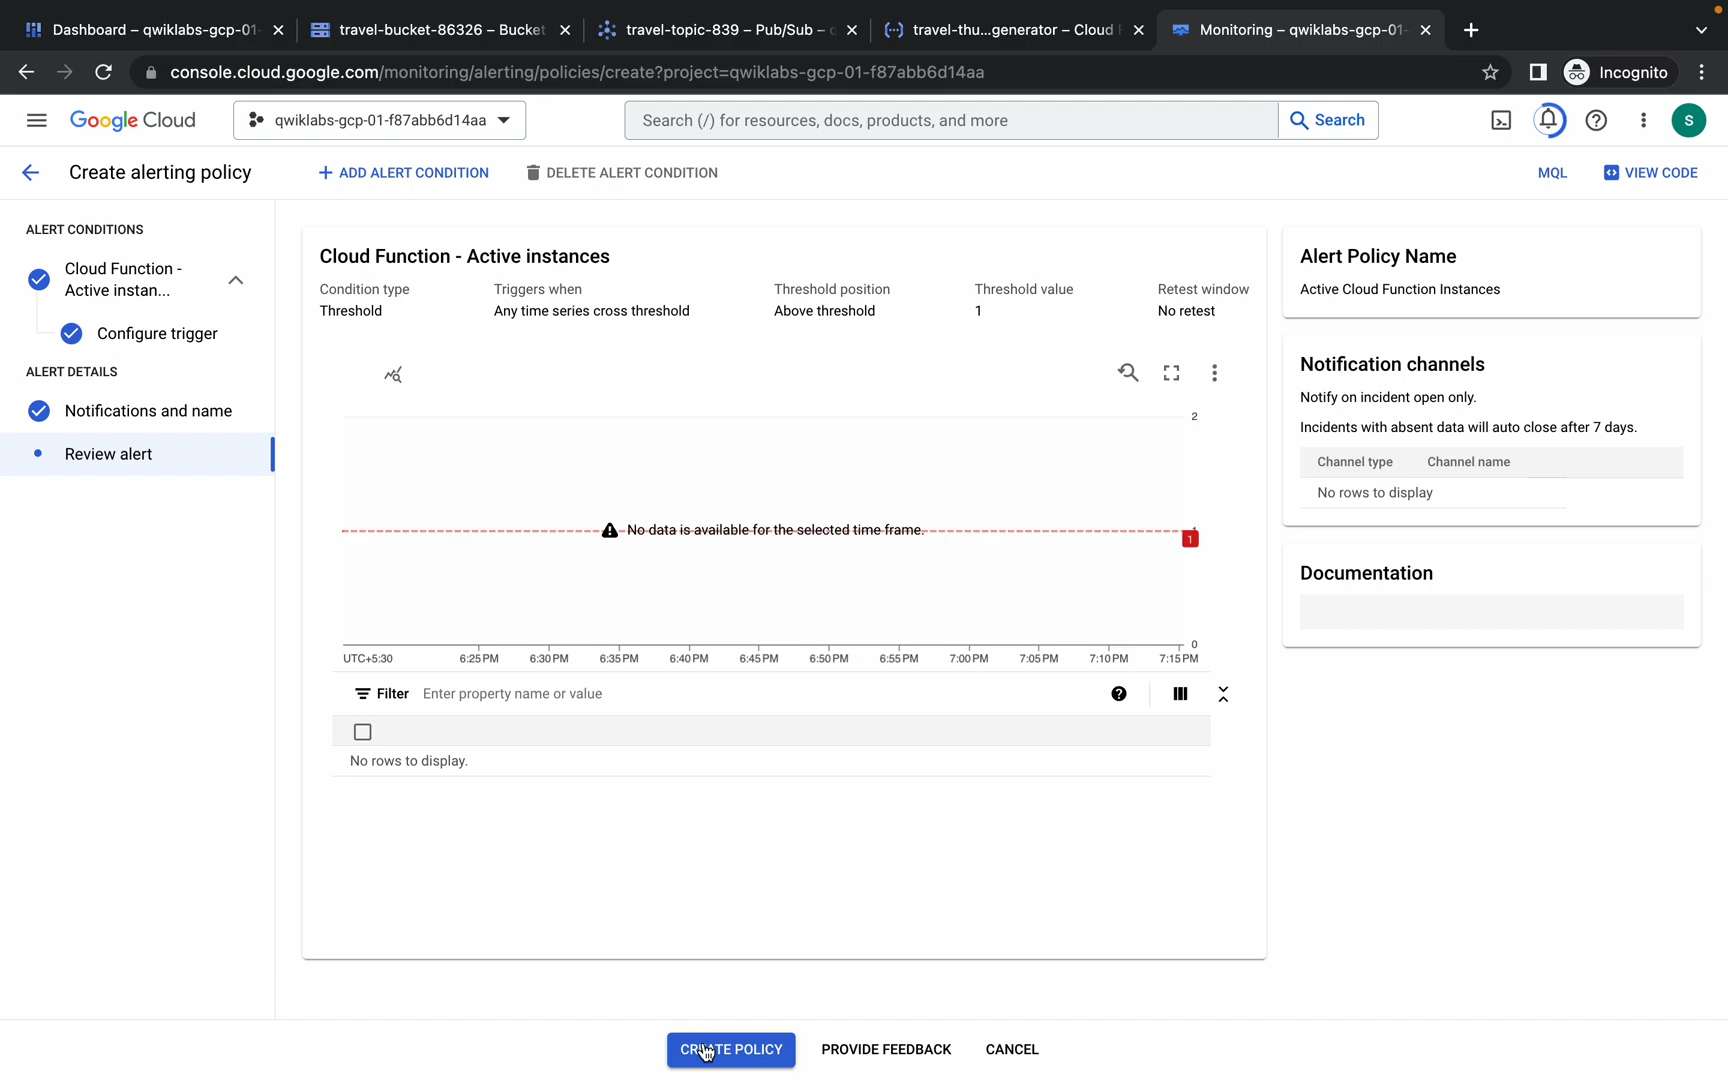 Dashboard – qwiklabs-gcp-01-
travel-bucket-86326 – Bucket
travel-topic-839 – Pub/Sub –
travel-thu...generator – Cloud F
Monitoring – qwiklabs-gcp-01-
console.cloud.google.com/monitoring/alerting/policies/create?project=qwiklabs-gcp-01-f87abb6d14aa
Incognito
Google Cloud
qwiklabs-gcp-01-f87abb6d14aa
Search (/) for resources, docs, products, and more
Search
S
Create alerting policy
ADD ALERT CONDITION
DELETE ALERT CONDITION
MQL
VIEW CODE
ALERT CONDITIONS
Cloud Function -
Active instan...
Configure trigger
ALERT DETAILS
Notifications and name
Review alert
Cloud Function - Active instances
Condition type
Threshold
Triggers when
Any time series cross threshold
Threshold position
Above threshold
Threshold value
1
Retest window
No retest
2
No data is available for the selected time frame.
1
1
0
UTC+5:30 6:25 PM 6:30 PM 6:35 PM 6:40 PM 6:45 PM 6:50 PM 6:55 PM 7:00 PM 7:05 PM 7:10 PM 7:15 PM
Filter Enter property name or value
No rows to display.
Alert Policy Name
Active Cloud Function Instances
Notification channels
Notify on incident open only.
Incidents with absent data will auto close after 7 days.
Channel type Channel name
No rows to display
Documentation
CREATE POLICY
PROVIDE FEEDBACK
CANCEL